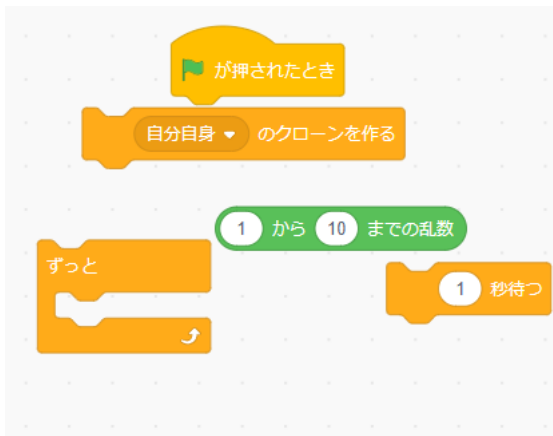 が押されたとき
自分自身 のクローンを作る
1 から 10 までの乱数
ずっと
1 秒待つ